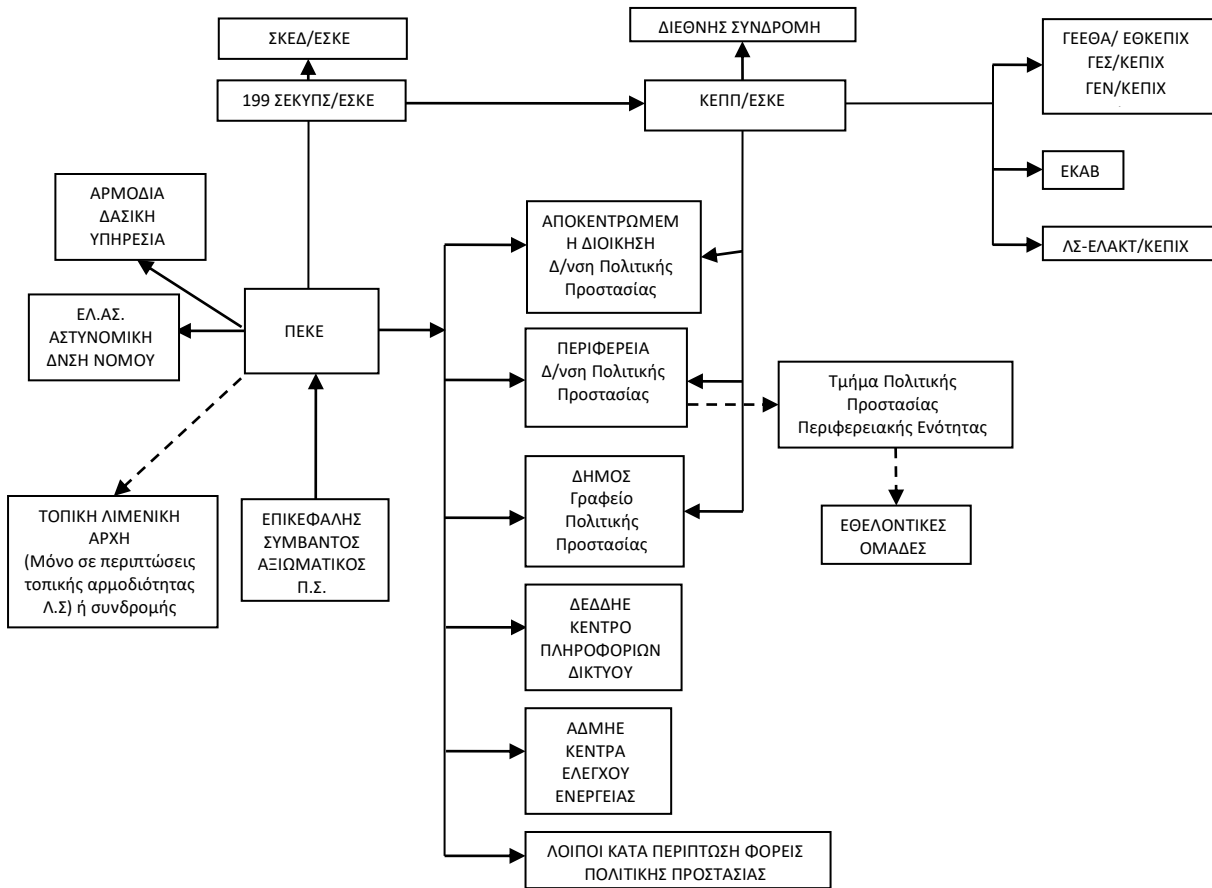 ΔΙΕΘΝΗΣ ΣΥΝΔΡΟΜΗ
ΣΚΕΔ/ΕΣΚΕ
ΓΕΕΘΑ/ ΕΘΚΕΠΙΧ
ΓΕΣ/ΚΕΠΙΧ
ΓΕΝ/ΚΕΠΙΧ
199 ΣΕΚΥΠΣ/ΕΣΚΕ
ΚΕΠΠ/ΕΣΚΕ
ΕΚΑΒ
ΛΣ-ΕΛΑΚΤ/ΚΕΠΙΧ
ΑΡΜΟΔΙΑ
ΔΑΣΙΚΗ
ΥΠΗΡΕΣΙΑ
ΑΠΟΚΕΝΤΡΩΜΕΜ
Η ΔΙΟΙΚΗΣΗ
Δ/νση Πολιτικής
Προστασίας
ΕΛ.ΑΣ.
ΑΣΤΥΝΟΜΙΚΗ
ΔΝΣΗ ΝΟΜΟΥ
ΠΕΚΕ
ΠΕΡΙΦΕΡΕΙΑ
Δ/νση Πολιτικής
Προστασίας
Τμήμα Πολιτικής
Προστασίας
Περιφερειακής Ενότητας
ΤΟΠΙΚΗ ΛΙΜΕΝΙΚΗ
ΑΡΧΗ
(Μόνο σε περιπτώσεις
τοπικής αρμοδιότητας
Λ.Σ) ή συνδρομής
ΕΠΙΚΕΦΑΛΗΣ
ΣΥΜΒΑΝΤΟΣ
ΑΞΙΩΜΑΤΙΚΟΣ
Π.Σ.
ΔΗΜΟΣ
Γραφείο
Πολιτικής
Προστασίας
ΕΘΕΛΟΝΤΙΚΕΣ
ΟΜΑΔΕΣ
ΔΕΔΔΗΕ
ΚΕΝΤΡΟ
ΠΛΗΡΟΦΟΡΙΩΝ
ΔΙΚΤΥΟΥ
ΑΔΜΗΕ
ΚΕΝΤΡΑ
ΕΛΕΓΧΟΥ
ΕΝΕΡΓΕΙΑΣ
ΛΟΙΠΟΙ ΚΑΤΑ ΠΕΡΙΠΤΩΣΗ ΦΟΡΕΙΣ
ΠΟΛΙΤΙΚΗΣ ΠΡΟΣΤΑΣΙΑΣ